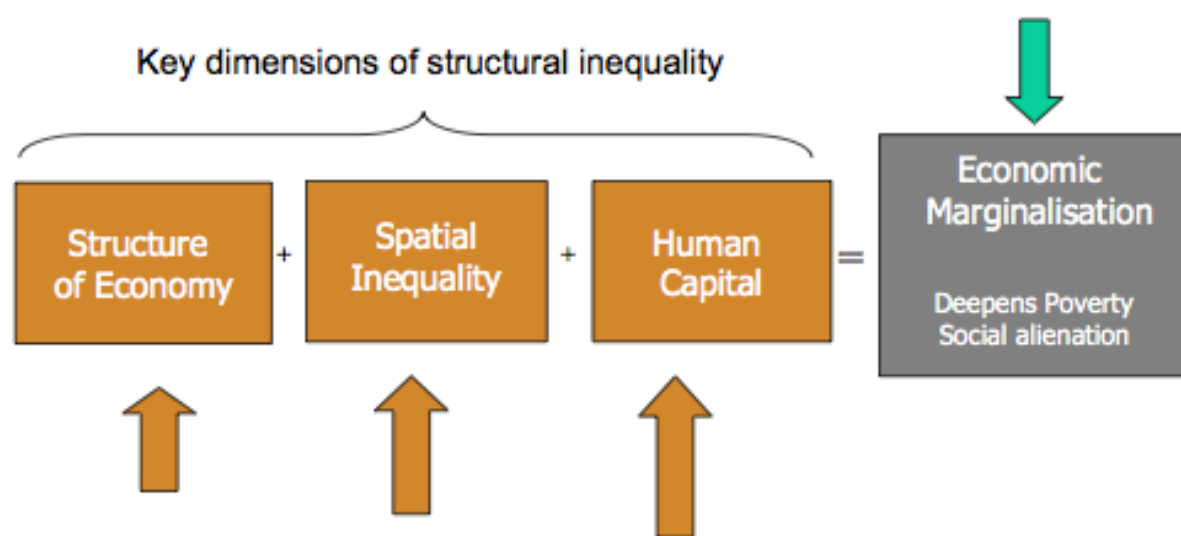 Key dimensions of structural inequality
Structure
of Economy
+
Spatial
Inequality
+
Human
Capital
=
Economic
Marginalisation
Deepens Poverty
Social alienation